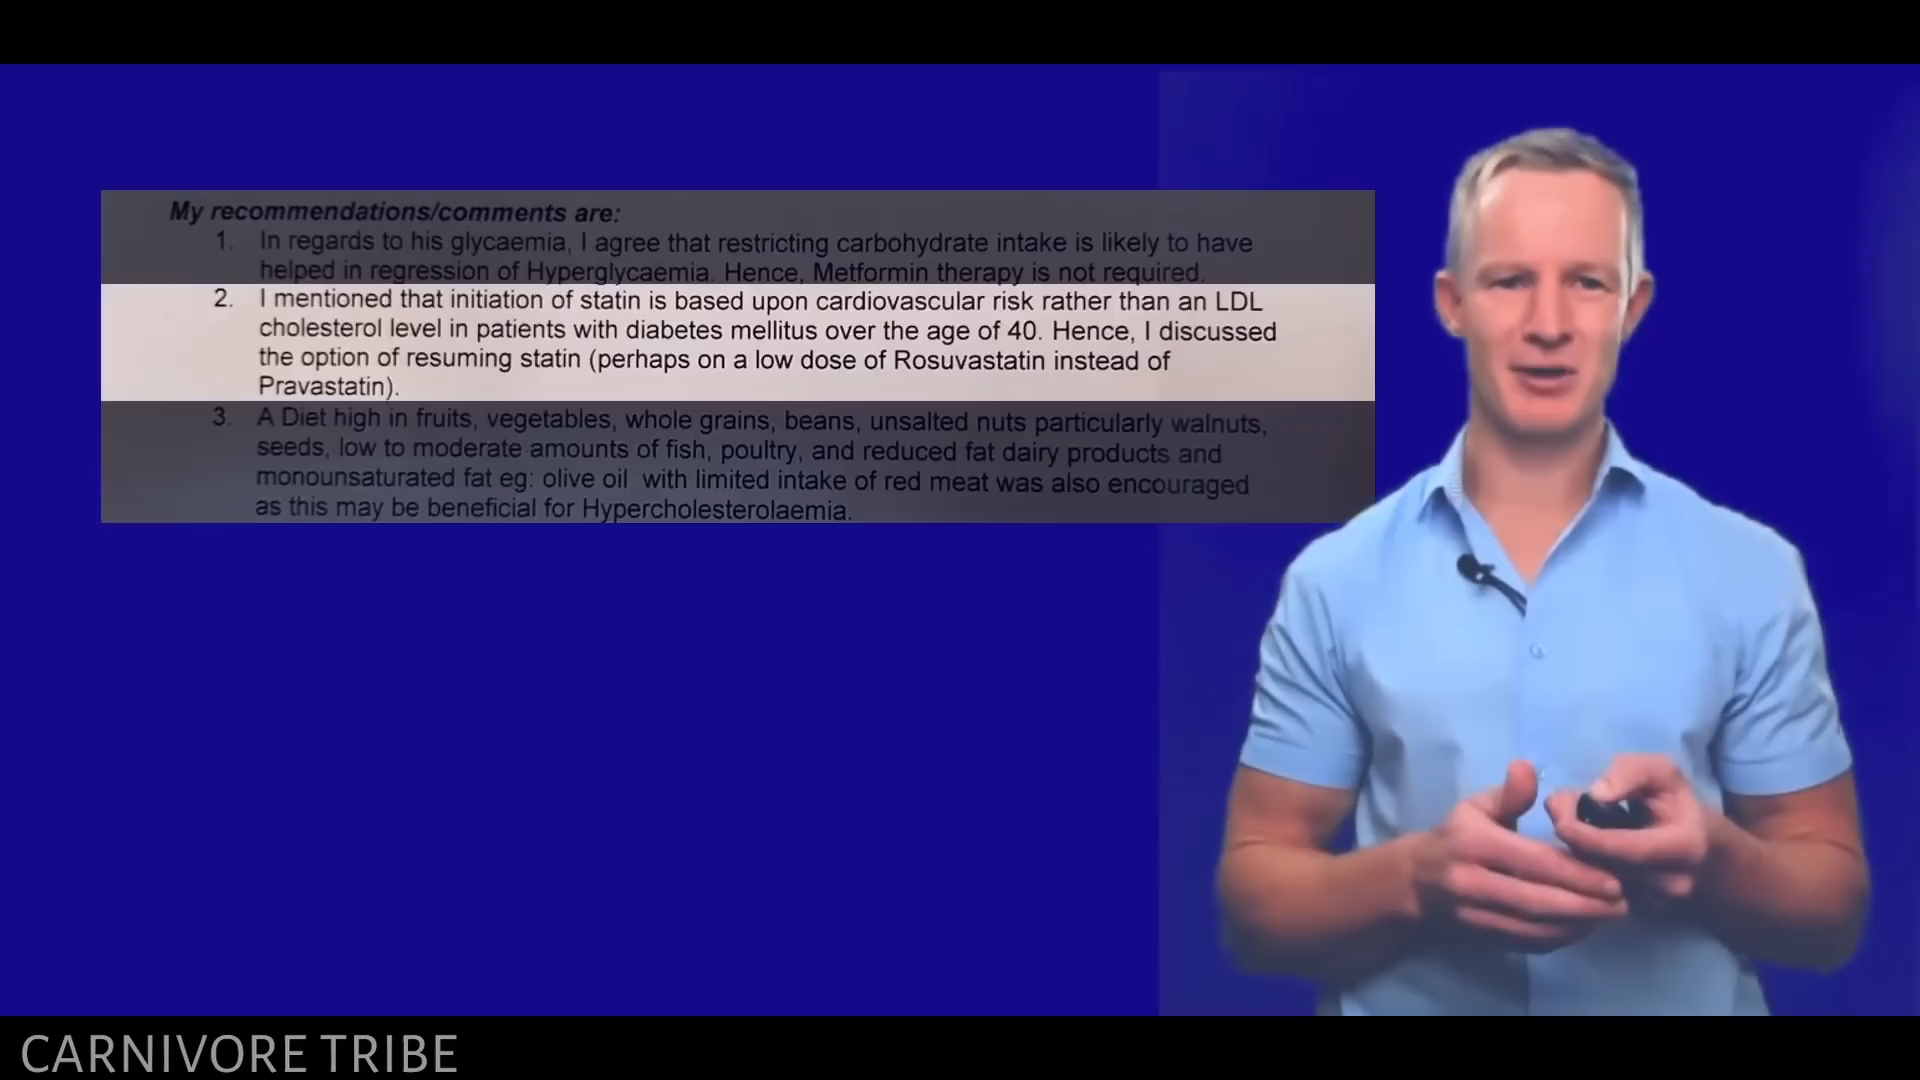 My recommendations/comments are:
1. In regards to his glycaemia, I agree that restricting carbohydrate intake is likely to have
helped in regression of Hyperglycaemia. Hence, Metformin therapy is not required.
2. I mentioned that initiation of statin is based upon cardiovascular risk rather than an LDL
cholesterol level in patients with diabetes mellitus over the age of 40. Hence, I discussed
the option of resuming statin (perhaps on a low dose of Rosuvastatin instead of
Pravastatin).
3. A Diet high in fruits, vegetables, whole grains, beans, unsalted nuts particularly walnuts,
seeds, low to moderate amounts of fish, poultry, and reduced fat dairy products and
monounsaturated fat eg: olive oil with limited intake of red meat was also encouraged
as this may be beneficial for Hypercholesterolaemia.
CARNIVORE TRIBE